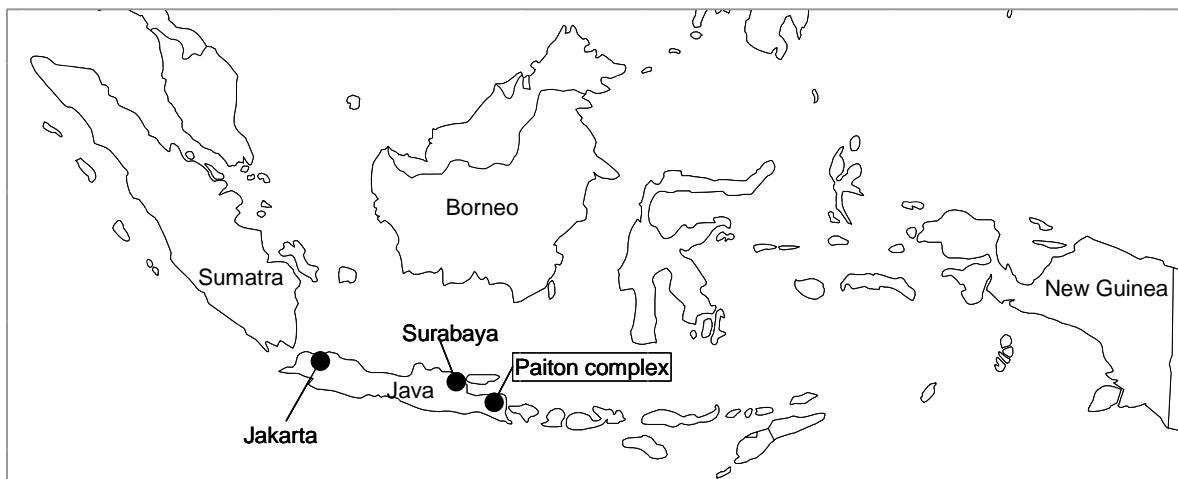 Borneo
Sumatra
New Guinea
Surabaya
Paiton complex
Java
Jakarta